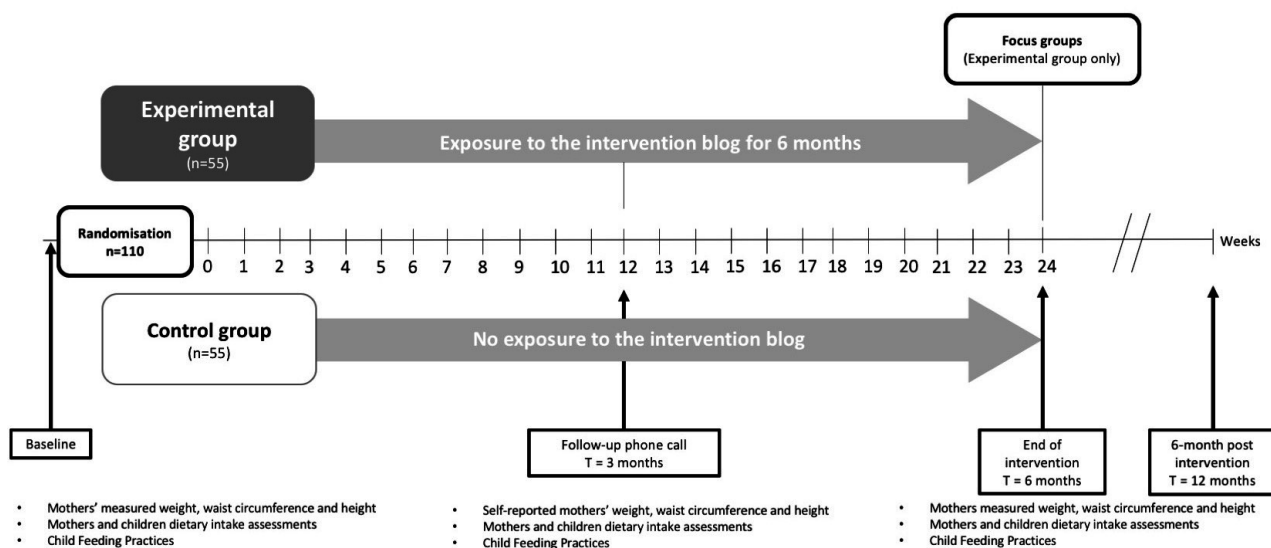 Focus groups
(Experimental group only)
Experimental
group
(n=55)
Exposure to the intervention blog for 6 months
Randomisation
n=110
Weeks
0 1 2 3 4 5 6 7 8 9 10 11 12 13 14 15 16 17 18 19 20 21 22 23 24
Control group
(n=55)
No exposure to the intervention blog
Baseline
Follow-up phone call
T = 3 months
End of
intervention
T = 6 months
6-month post
intervention
T = 12 months
• Mothers' measured weight, waist circumference and height
• Mothers and children dietary intake assessments
• Child Feeding Practices
• Self-reported mothers' weight, waist circumference and height
• Mothers and children dietary intake assessments
• Child Feeding Practices
• Mothers measured weight, waist circumference and height
• Mothers and children dietary intake assessments
• Child Feeding Practices